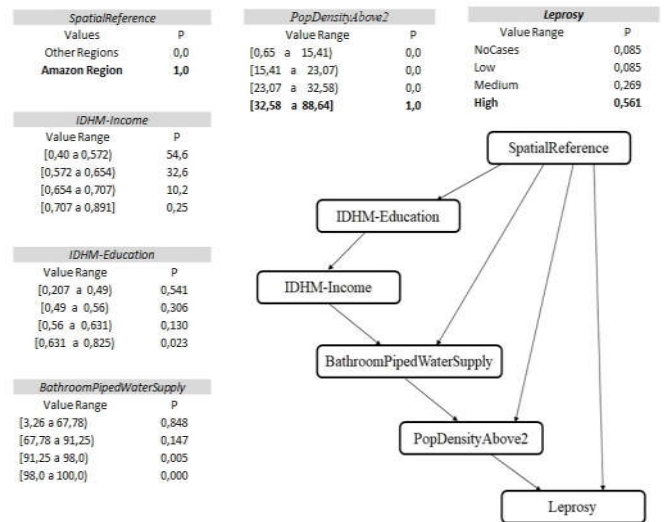 SpatialReference
Values P
Other Regions 0,0
Amazon Region 1,0
IDHM-Income
Value Range P
[0,40 a 0,572) 54,6
[0,572 a 0,654) 32,6
[0,654 a 0,707) 10,2
[0,707 a 0,891] 0,25
IDHM-Education
Value Range P
[0,207 a 0,49) 0,541
[0,49 a 0,56) 0,306
[0,56 a 0,631) 0,130
[0,631 a 0,825) 0,023
BathroomPipedWaterSupply
Value Range P
[3,26 a 67,78) 0,848
[67,78 a 91,25) 0,147
[91,25 a 98,0) 0,005
[98,0 a 100,0) 0,000
PopDensityAbove2
Value Range P
[0,65 a 15,41) 0,0
[15,41 a 23,07) 0,0
[23,07 a 32,58) 0,0
[32,58 a 88,64] 1,0
Leprosy
Value Range P
NoCases 0,085
Low 0,085
Medium 0,269
High 0,561
SpatialReference
IDHM-Education
IDHM-Income
BathroomPipedWaterSupply
PopDensityAbove2
Leprosy